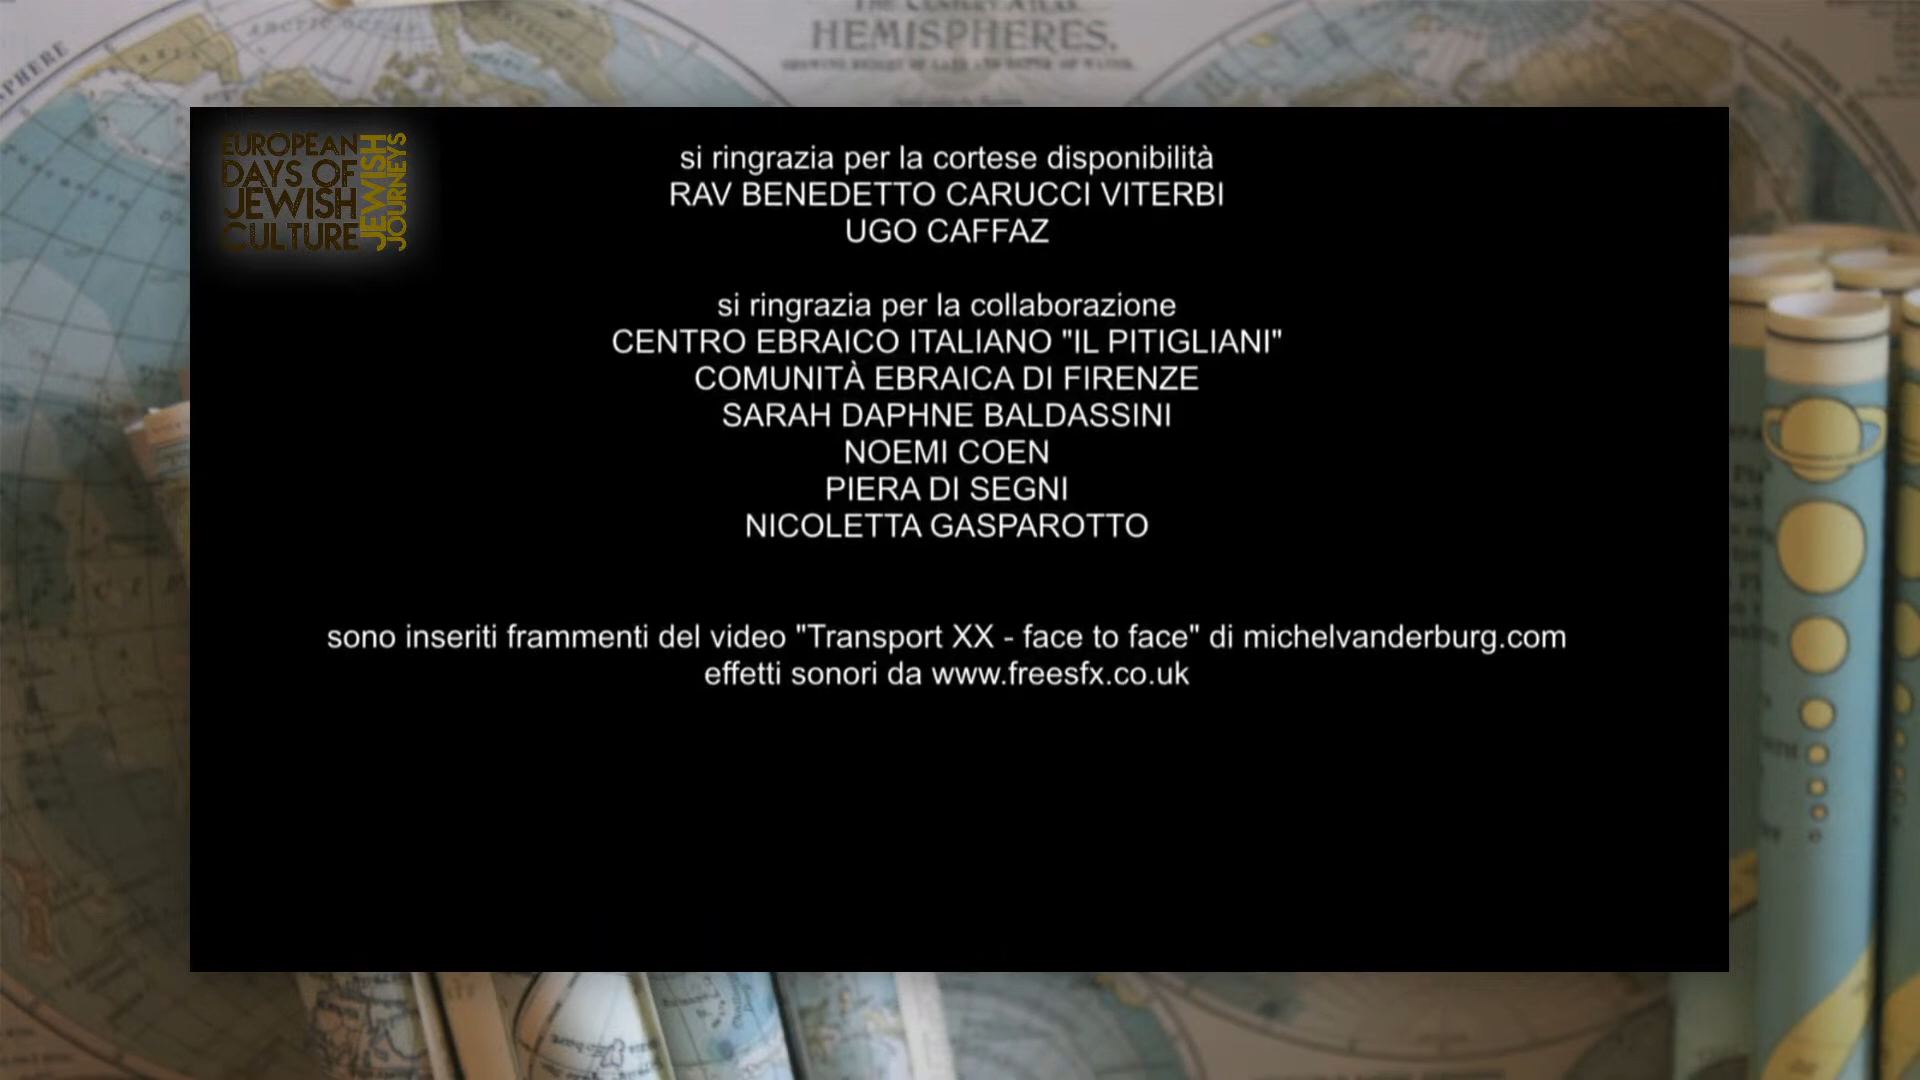 HEMISPHERES.
EUROPEAN
DAYS OF
JEWISH
CULTURE
JEWISH
JOURNEYS
si ringrazia per la cortese disponibilità
RAV BENEDETTO CARUCCI VITERBI
UGO CAFFAZ
si ringrazia per la collaborazione
CENTRO EBRAICO ITALIANO "IL PITIGLIANI"
COMUNITÀ EBRAICA DI FIRENZE
SARAH DAPHNE BALDASSINI
NOEMI COEN
PIERA DI SEGNI
NICOLETTA GASPAROTTO
sono inseriti frammenti del video "Transport XX - face to face" di michelvanderburg.com
effetti sonori da www.freesfx.co.uk